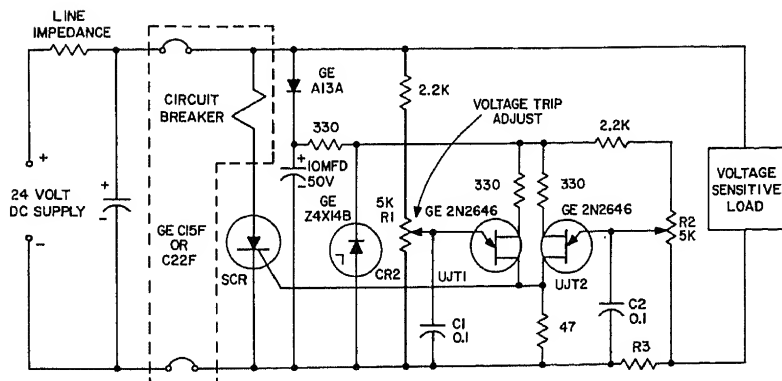 LINE
IMPEDANCE
GE
A13A
2.2K
VOLTAGE TRIP
ADJUST
CIRCUIT
BREAKER
330
2.2K
+
24 VOLT
DC SUPPLY
−
+
−
+
10MFD
50V
−
GE
Z4X14B
5K
R1
330
330
GE 2N2646
GE 2N2646
VOLTAGE
SENSITIVE
LOAD
R2
5K
GE C15F
OR
C22F
SCR
CR2
UJT1
UJT2
C1
0.1
47
C2
0.1
R3